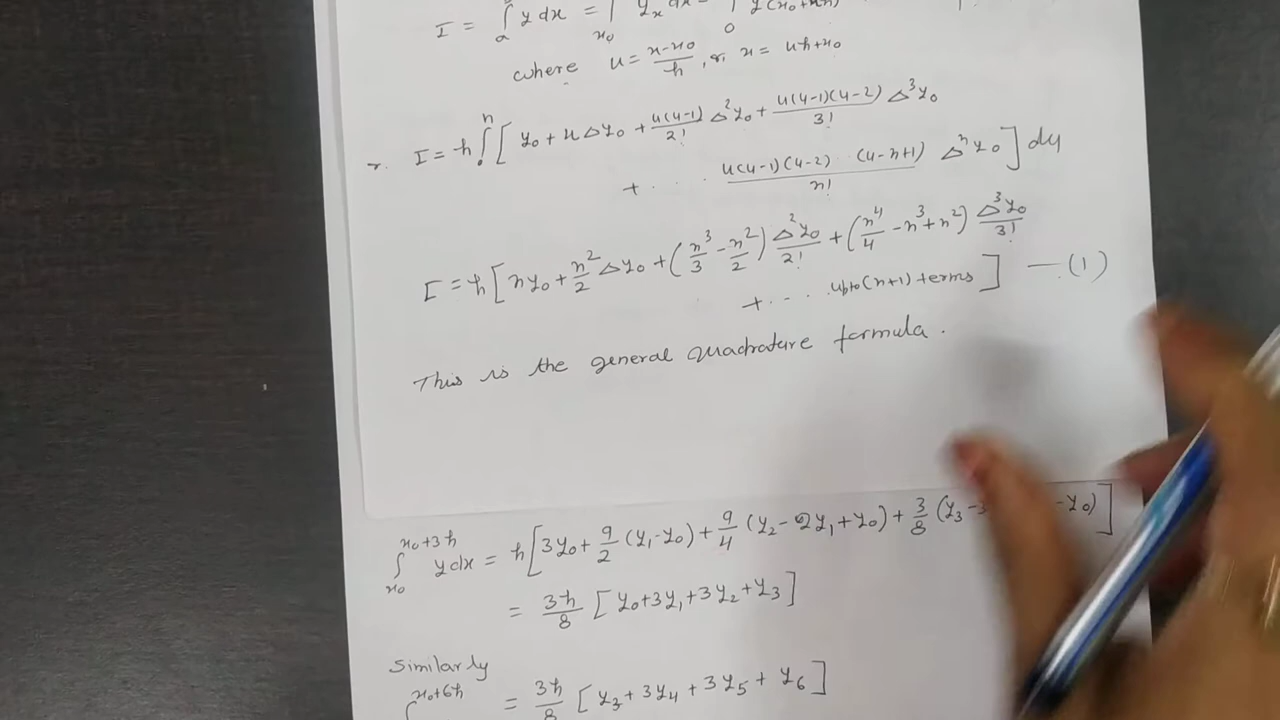 I = ∫ y dx = ∫ y_x dx = ∫ y(x₀+uh)
where u = (x-x₀)/h, or, x = uh+x₀
r, I = h ∫₀ⁿ [ y₀ + uΔy₀ + u(u-1)/2! Δ²y₀ + u(u-1)(u-2)/3! Δ³y₀
+ . . . u(u-1)(u-2) (u-n+1)/n! Δⁿy₀ ] du
I = h [ ny₀ + n²/2 Δy₀ + (n³/3 - n²/2) Δ²y₀/2! + (n⁴/4 - n³ + n²) Δ³y₀/3!
+ . - - . upto (n+1) terms ] — (1)
This is the general quadrature formula.
∫_{x₀}^{x₀+3h} y dx = h [ 3y₀ + 9/2 (y₁-y₀) + 9/4 (y₂ - 2y₁ + y₀) + 3/8 (y₃ - - y₀) ]
= 3h/8 [ y₀ + 3y₁ + 3y₂ + y₃ ]
Similarly
∫^{x₀+6h} = 3h/8 [ y₃ + 3y₄ + 3y₅ + y₆ ]